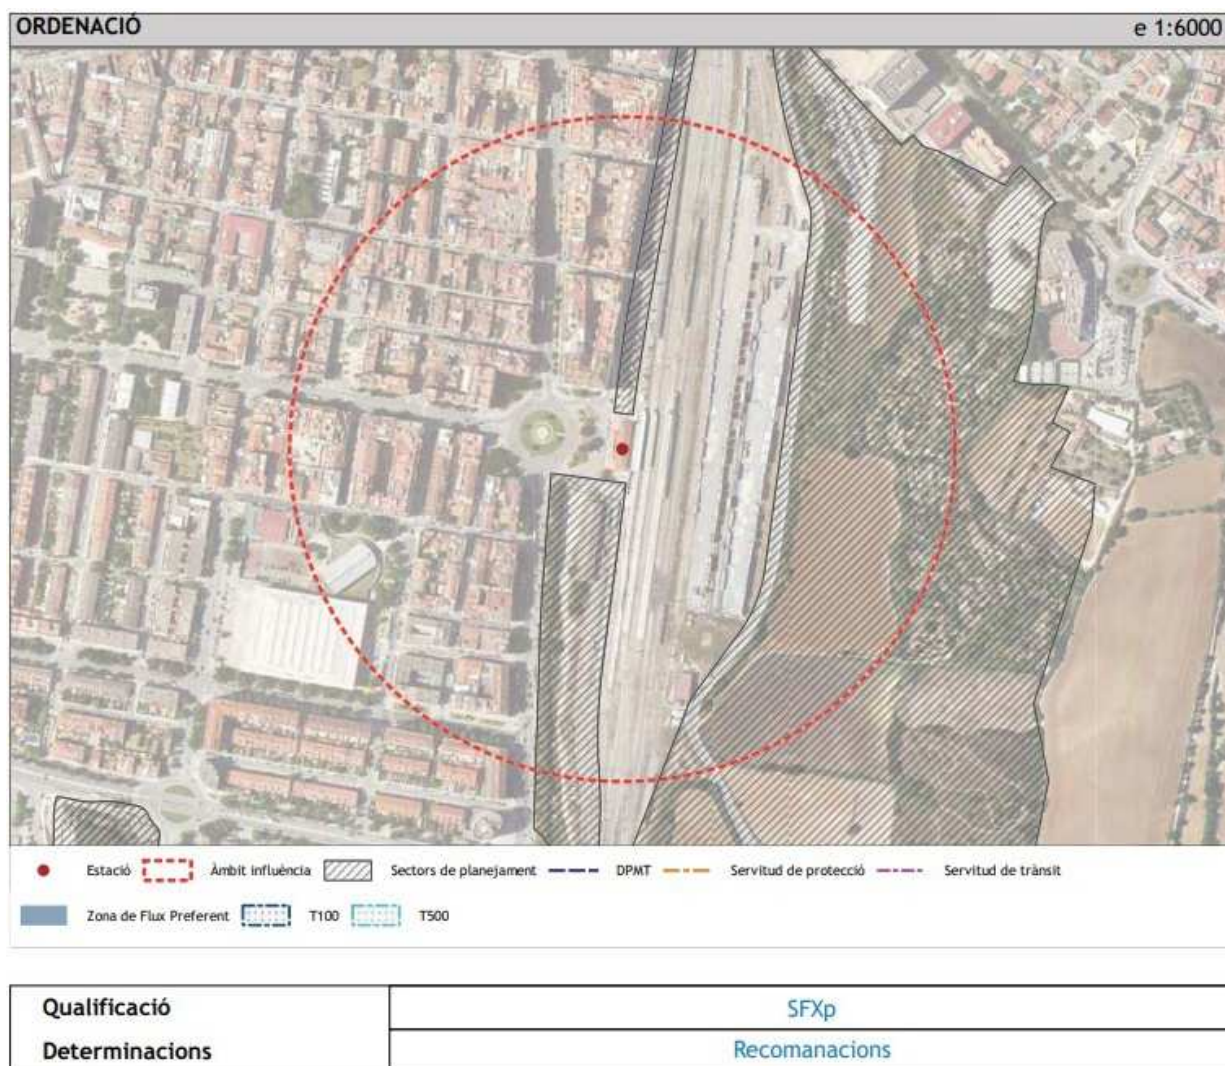 ORDENACIÓ e 1:6000
Estació Àmbit influència Sectors de planejament DPMT Servitud de protecció Servitud de trànsit
Zona de Flux Preferent T100 T500
Qualificació SFXp
Determinacions Recomanacions